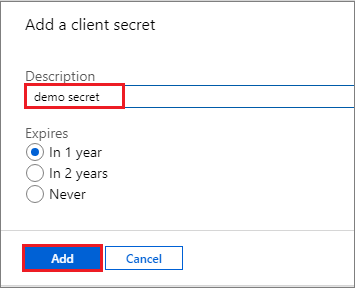 Add a client secret
Description
demo secret
Expires
In 1 year
In 2 years
Never
Add Cancel